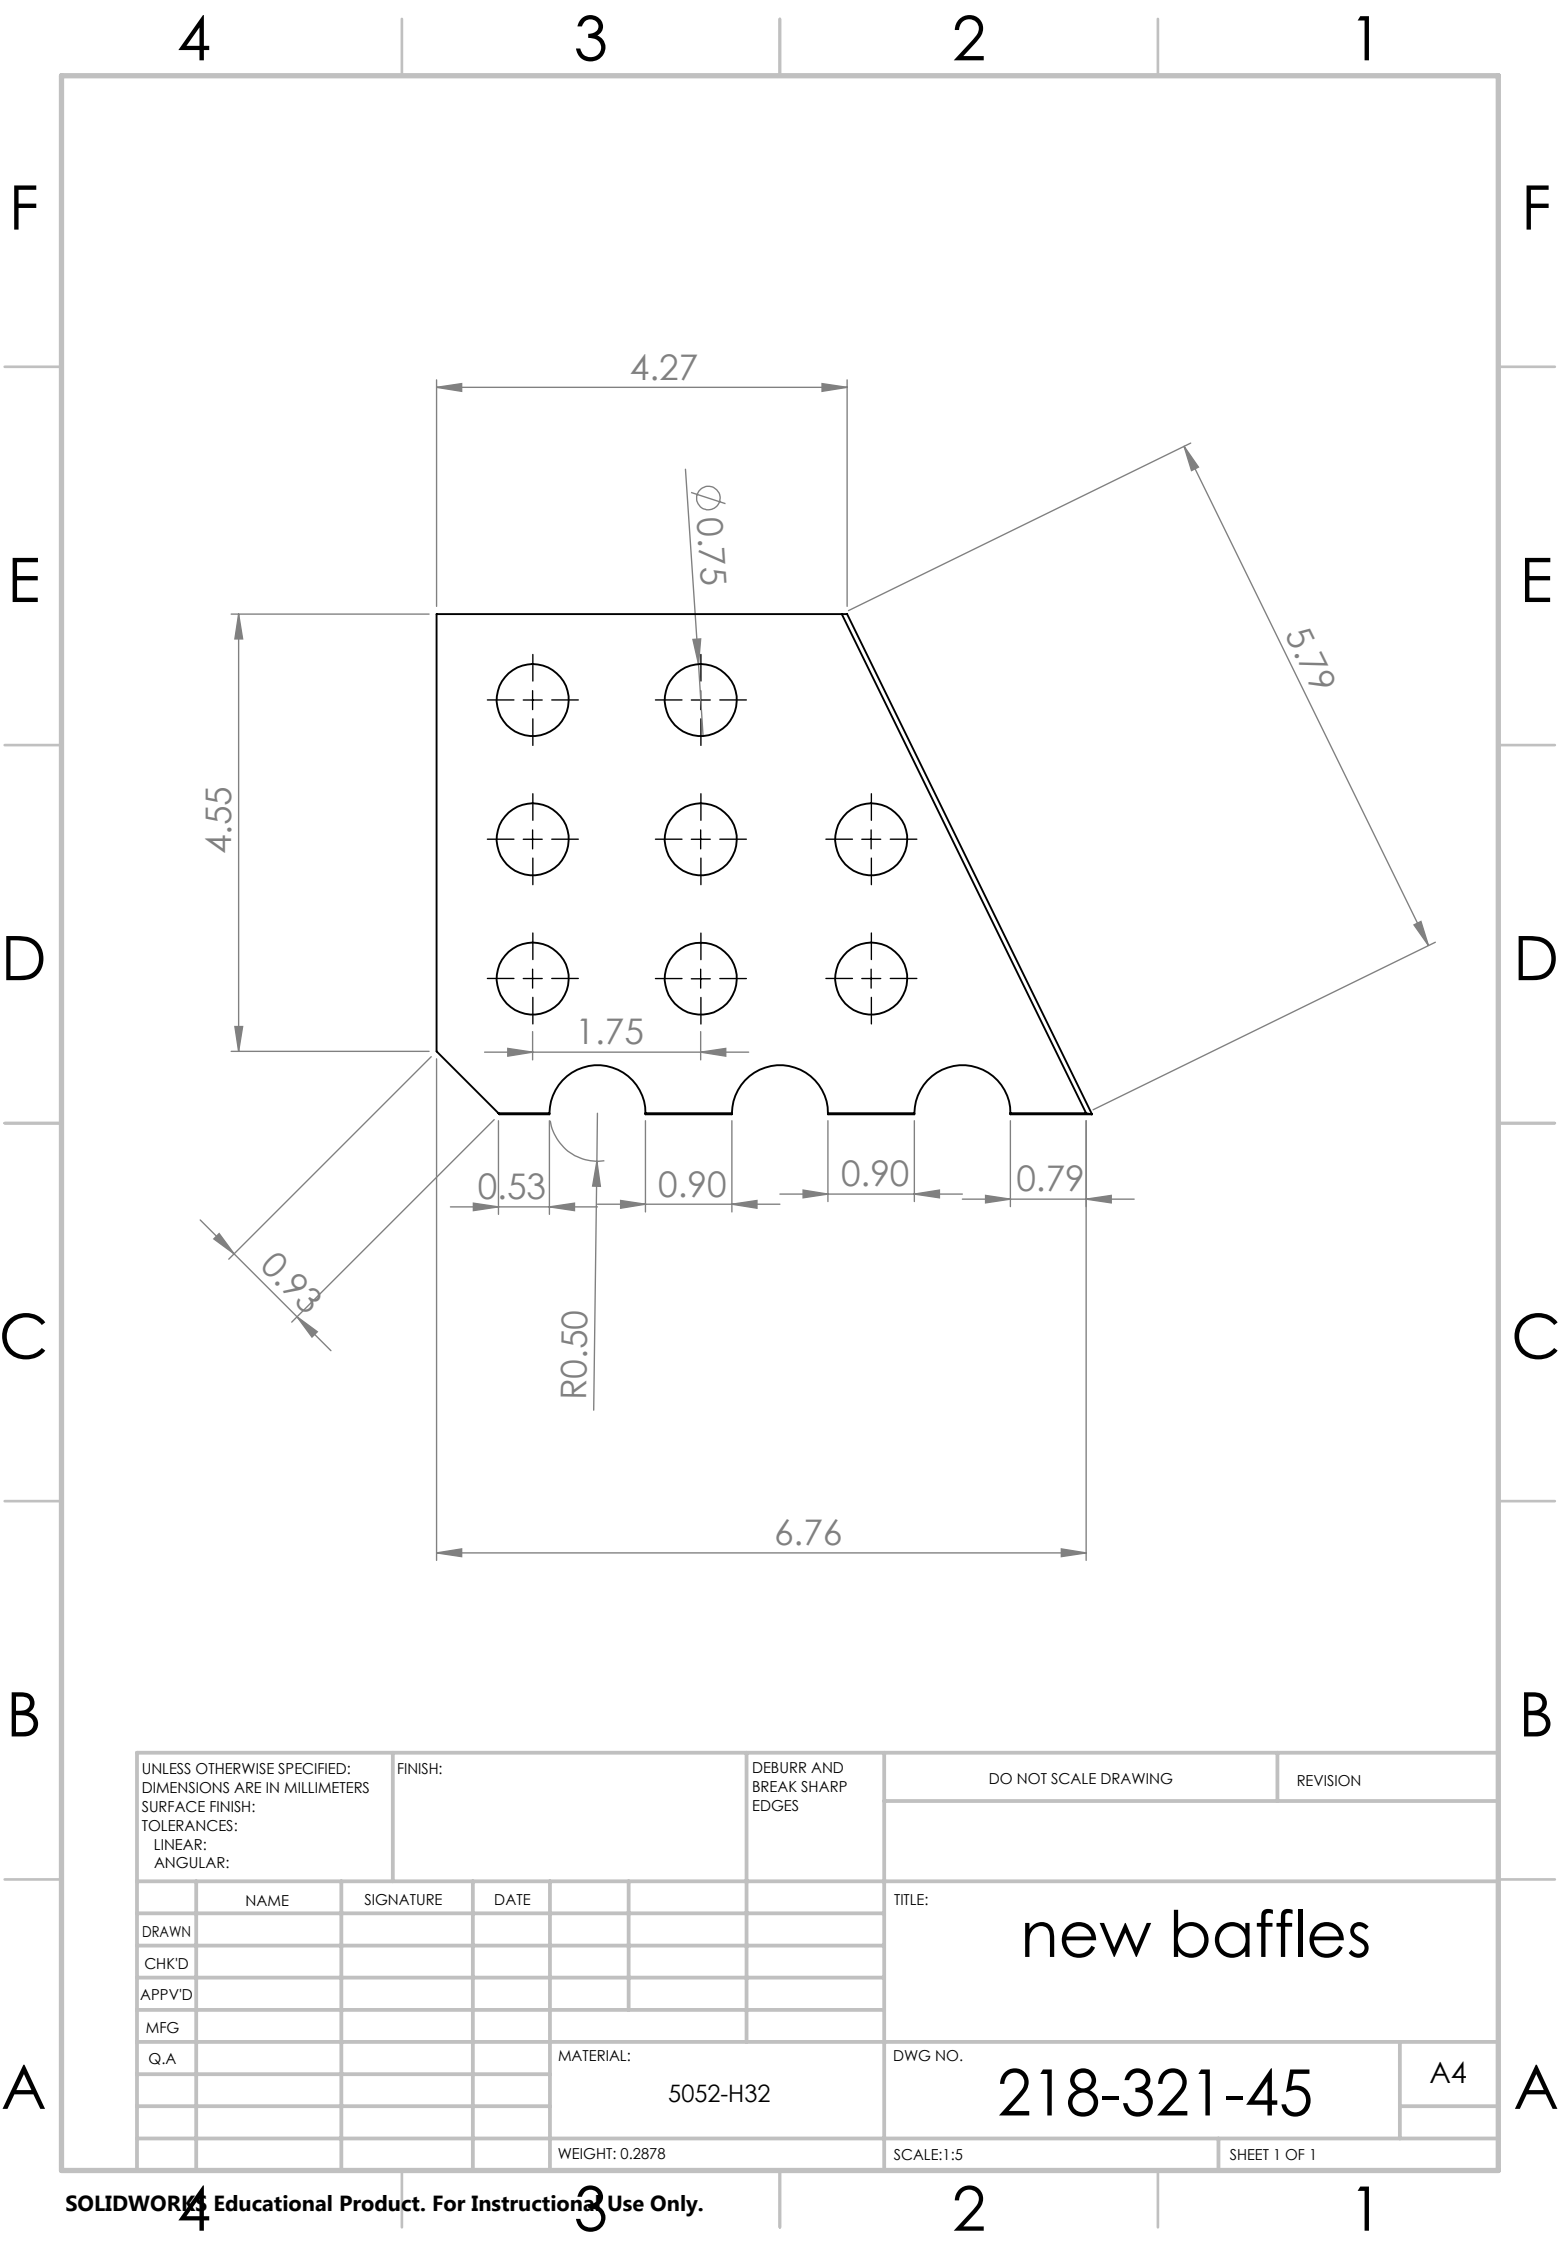 4 3 2 1
F F
4.27
⌀0.75
E E
5.79
4.55
D D
1.75
0.53 0.90 0.90 0.79
0.93
C C
R0.50
6.76
B B
UNLESS OTHERWISE SPECIFIED:
DIMENSIONS ARE IN MILLIMETERS
SURFACE FINISH:
TOLERANCES:
LINEAR:
ANGULAR:
FINISH:
DEBURR AND
BREAK SHARP
EDGES
DO NOT SCALE DRAWING
REVISION
NAME SIGNATURE DATE
DRAWN
CHK'D
APPV'D
MFG
Q.A
TITLE:
new baffles
MATERIAL:
5052-H32
DWG NO.
218-321-45
A4
A A
WEIGHT: 0.2878
SCALE:1:5
SHEET 1 OF 1
SOLIDWORKS Educational Product. For Instructional Use Only.
4 3 2 1